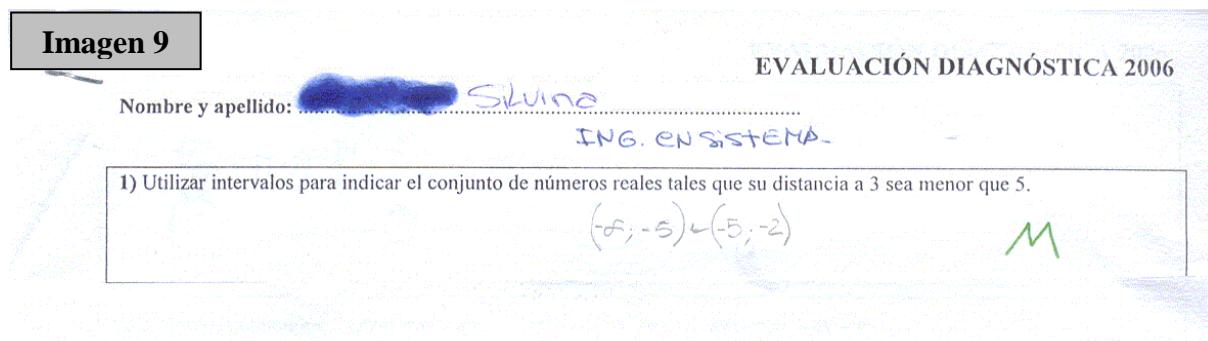 Imagen 9
EVALUACIÓN DIAGNÓSTICA 2006
Nombre y apellido: Silvina
ING. EN SiSTEMA.
1) Utilizar intervalos para indicar el conjunto de números reales tales que su distancia a 3 sea menor que 5.
(-∞; -5) ∪ (-5; -2)
M